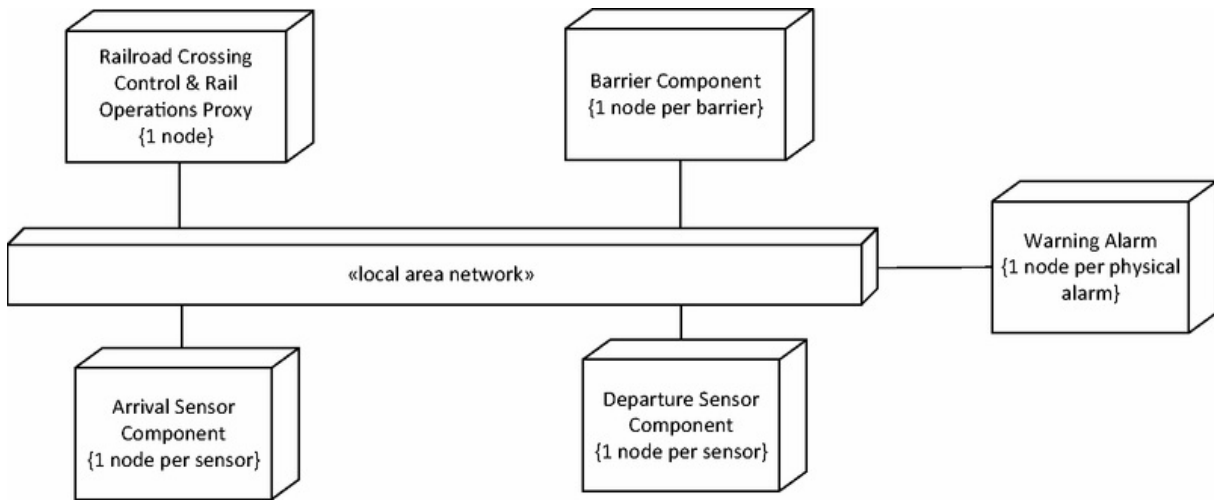 Railroad Crossing
Control & Rail
Operations Proxy
{1 node}
Barrier Component
{1 node per barrier}
Warning Alarm
{1 node per physical
alarm}
«local area network»
Arrival Sensor
Component
{1 node per sensor}
Departure Sensor
Component
{1 node per sensor}